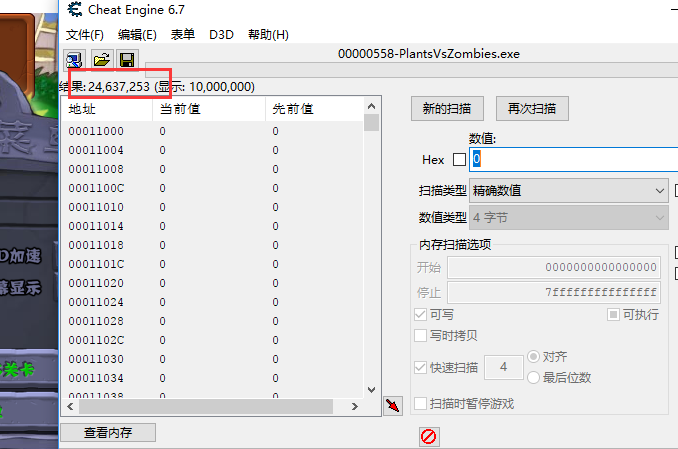 Cheat Engine 6.7
文件(F) 编辑(E) 表单 D3D 帮助(H)
00000558-PlantsVsZombies.exe
结果: 24,637,253 (显示: 10,000,000)
地址 当前值 先前值
00011000 0 0
00011004 0 0
00011008 0 0
0001100C 0 0
00011010 0 0
00011014 0 0
00011018 0 0
0001101C 0 0
00011020 0 0
00011024 0 0
00011028 0 0
0001102C 0 0
00011030 0 0
00011034 0 0
00011038 0 0
查看内存
新的扫描 再次扫描
数值:
Hex 0
扫描类型 精确数值
数值类型 4 字节
内存扫描选项
开始 0000000000000000
停止 7fffffffffffffff
可写 可执行
写时拷贝
快速扫描 4 对齐
最后位数
扫描时暂停游戏
D加速
幕显示
关卡